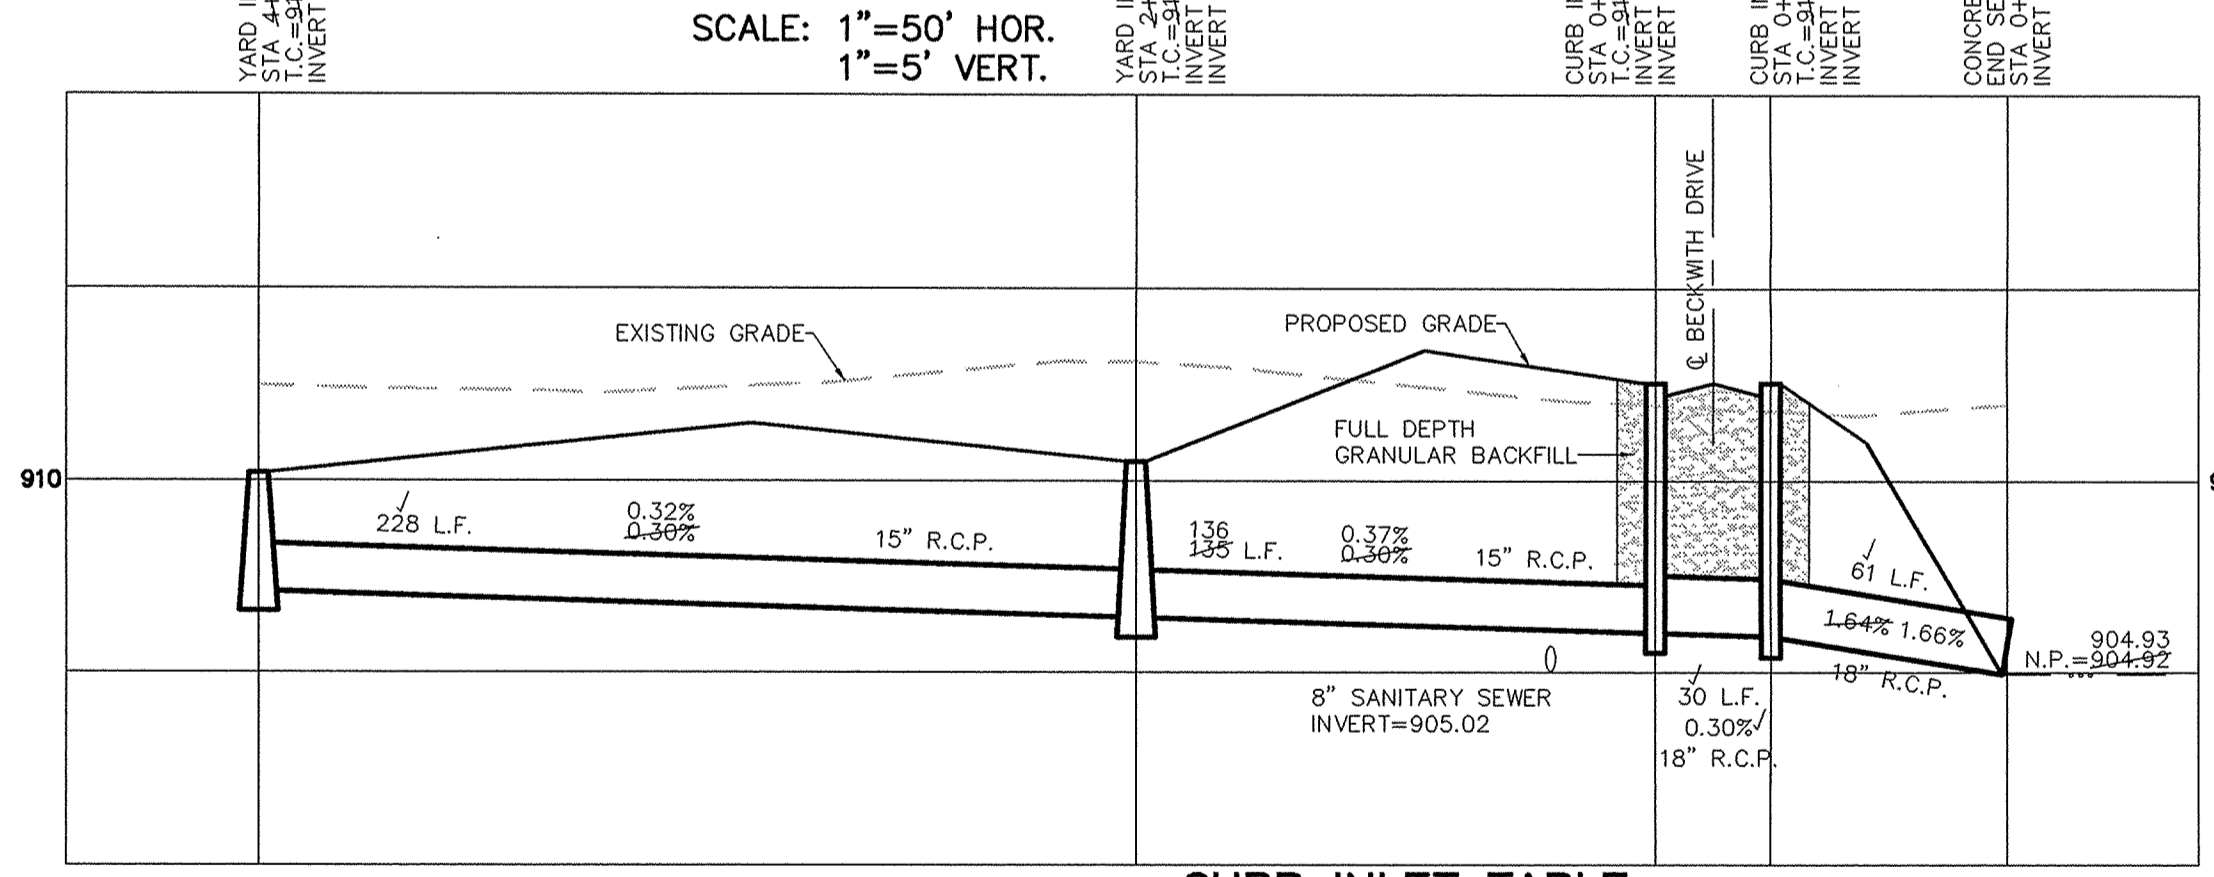 SCALE: 1"=50' HOR.
1"=5' VERT.
YARD
STA
T.C.=
INVERT
YARD
STA
T.C.=
INVERT
INVERT
CURB
STA 0+
T.C.=
INVERT
INVERT
CURB
STA 0+
T.C.=
INVERT
INVERT
END
STA 0+
INVERT
℄ BECKWITH DRIVE
EXISTING GRADE
PROPOSED GRADE
FULL DEPTH
GRANULAR BACKFILL
910
√
228 L.F.
0.32%
0.30%
15" R.C.P.
136
135 L.F.
0.37%
0.30%
15" R.C.P.
√
61 L.F.
1.64% 1.66%
18" R.C.P.
904.93
N.P.=904.92
8" SANITARY SEWER
INVERT=905.02
√
30 L.F.
0.30%√
18" R.C.P.
CURB INLET TABLE